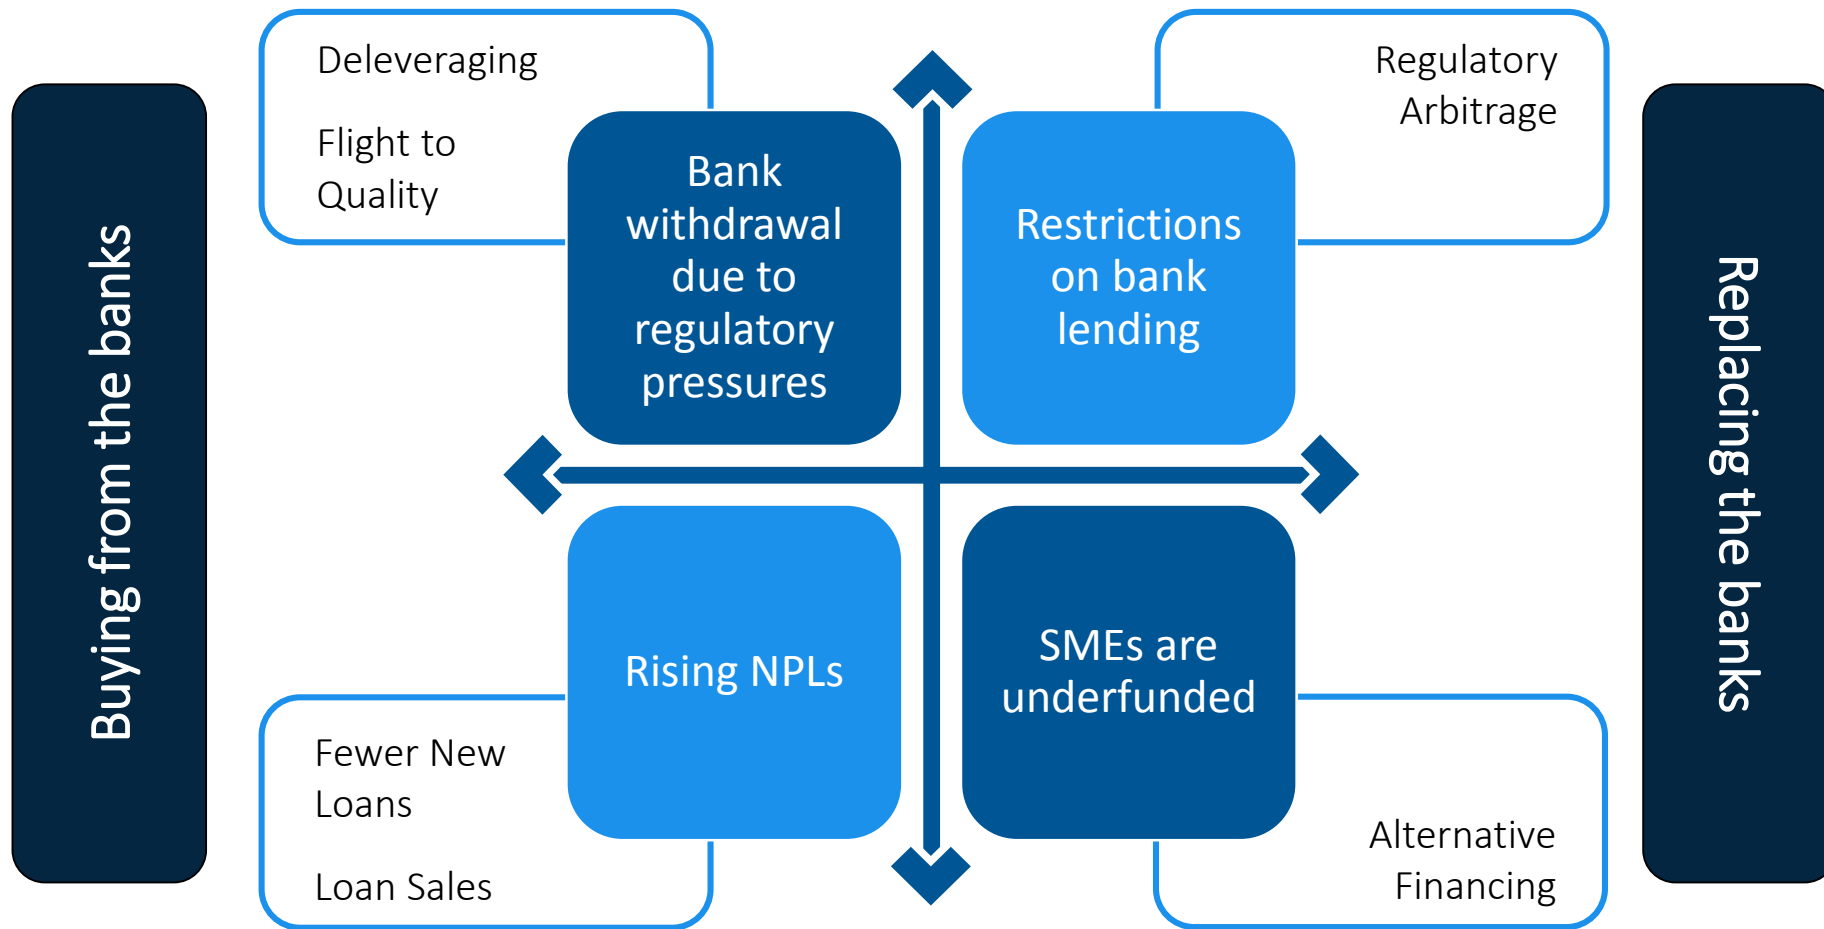 Buying from the banks
Deleveraging
Flight to
Quality
Bank
withdrawal
due to
regulatory
pressures
Regulatory
Arbitrage
Restrictions
on bank
lending
Rising NPLs
Fewer New
Loans
Loan Sales
SMEs are
underfunded
Alternative
Financing
Replacing the banks